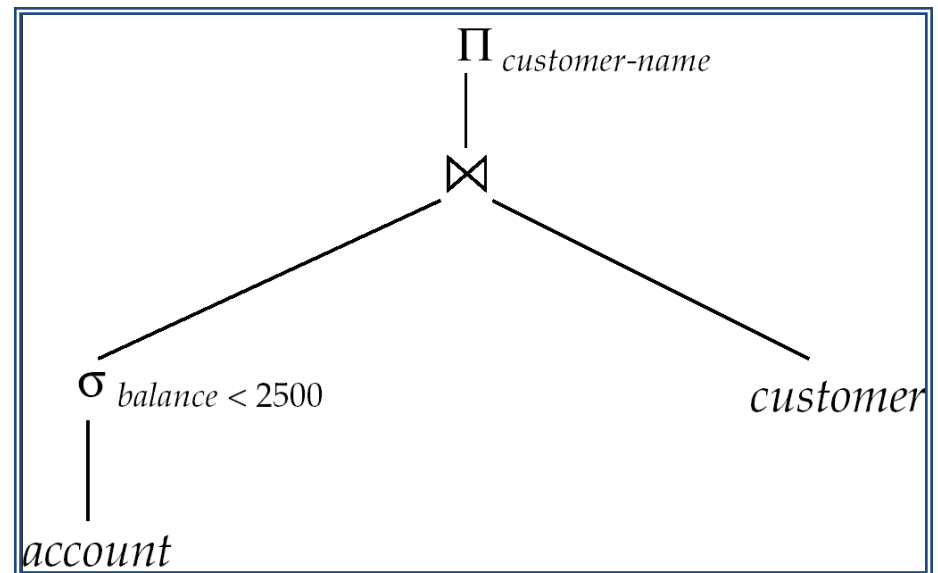 Π customer-name
⋈
σ balance < 2500
customer
account